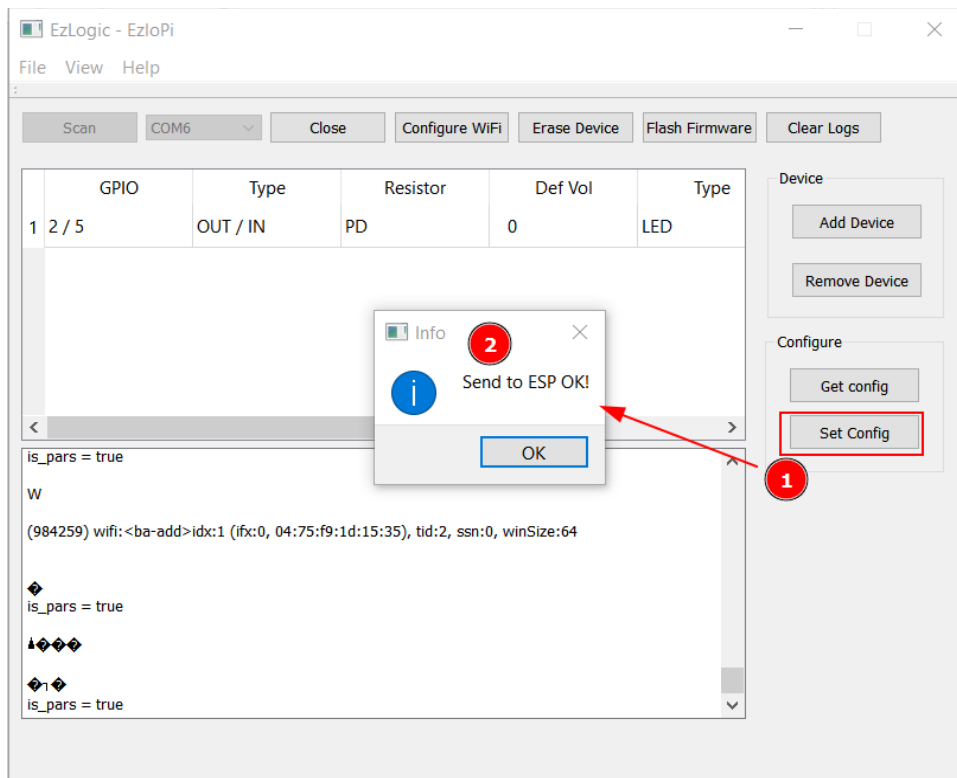 EzLogic - EzloPi
File View Help
Scan COM6 Close Configure WiFi Erase Device Flash Firmware Clear Logs
GPIO Type Resistor Def Vol Type
1 2 / 5 OUT / IN PD 0 LED
Device
Add Device
Remove Device
Info
2
Send to ESP OK!
OK
Configure
Get config
Set Config
1
is_pars = true
W
(984259) wifi:<ba-add>idx:1 (ifx:0, 04:75:f9:1d:15:35), tid:2, ssn:0, winSize:64
�
is_pars = true
���
�┐�
is_pars = true